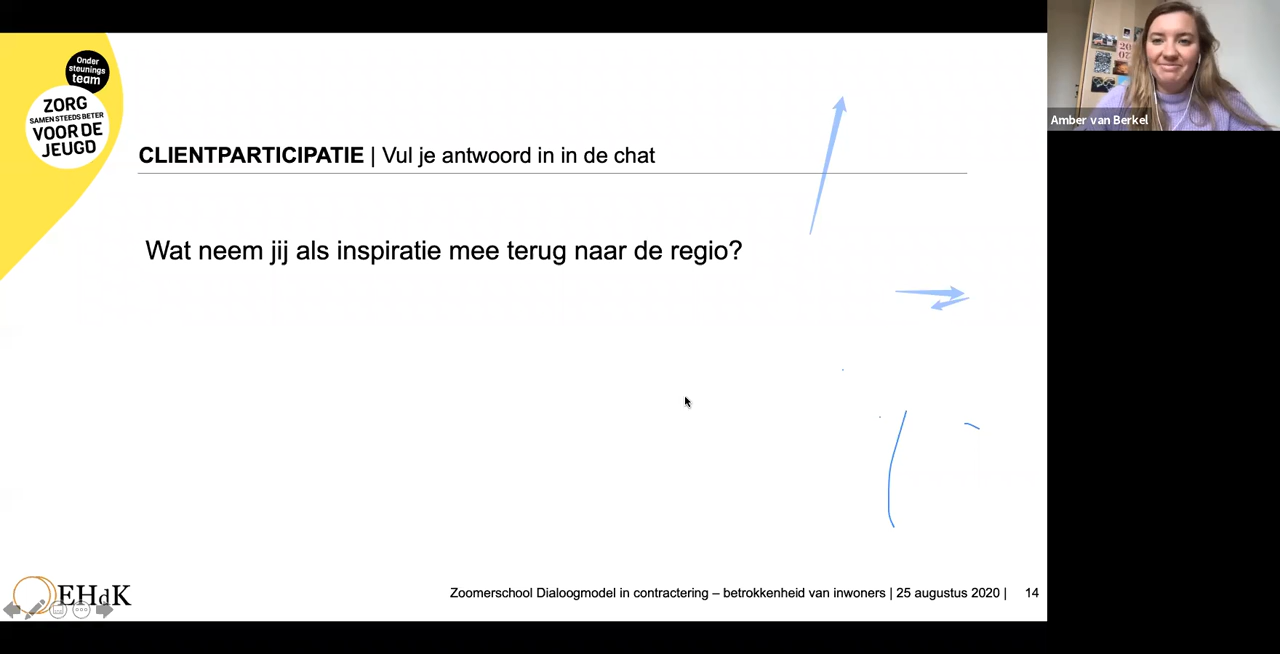 Onder
steunings
team
ZORG
SAMEN STEEDS BETER
VOOR DE
JEUGD
CLIENTPARTICIPATIE | Vul je antwoord in in de chat
Wat neem jij als inspiratie mee terug naar de regio?
EHdK
Zoomerschool Dialoogmodel in contractering – betrokkenheid van inwoners | 25 augustus 2020 | 14
Amber van Berkel